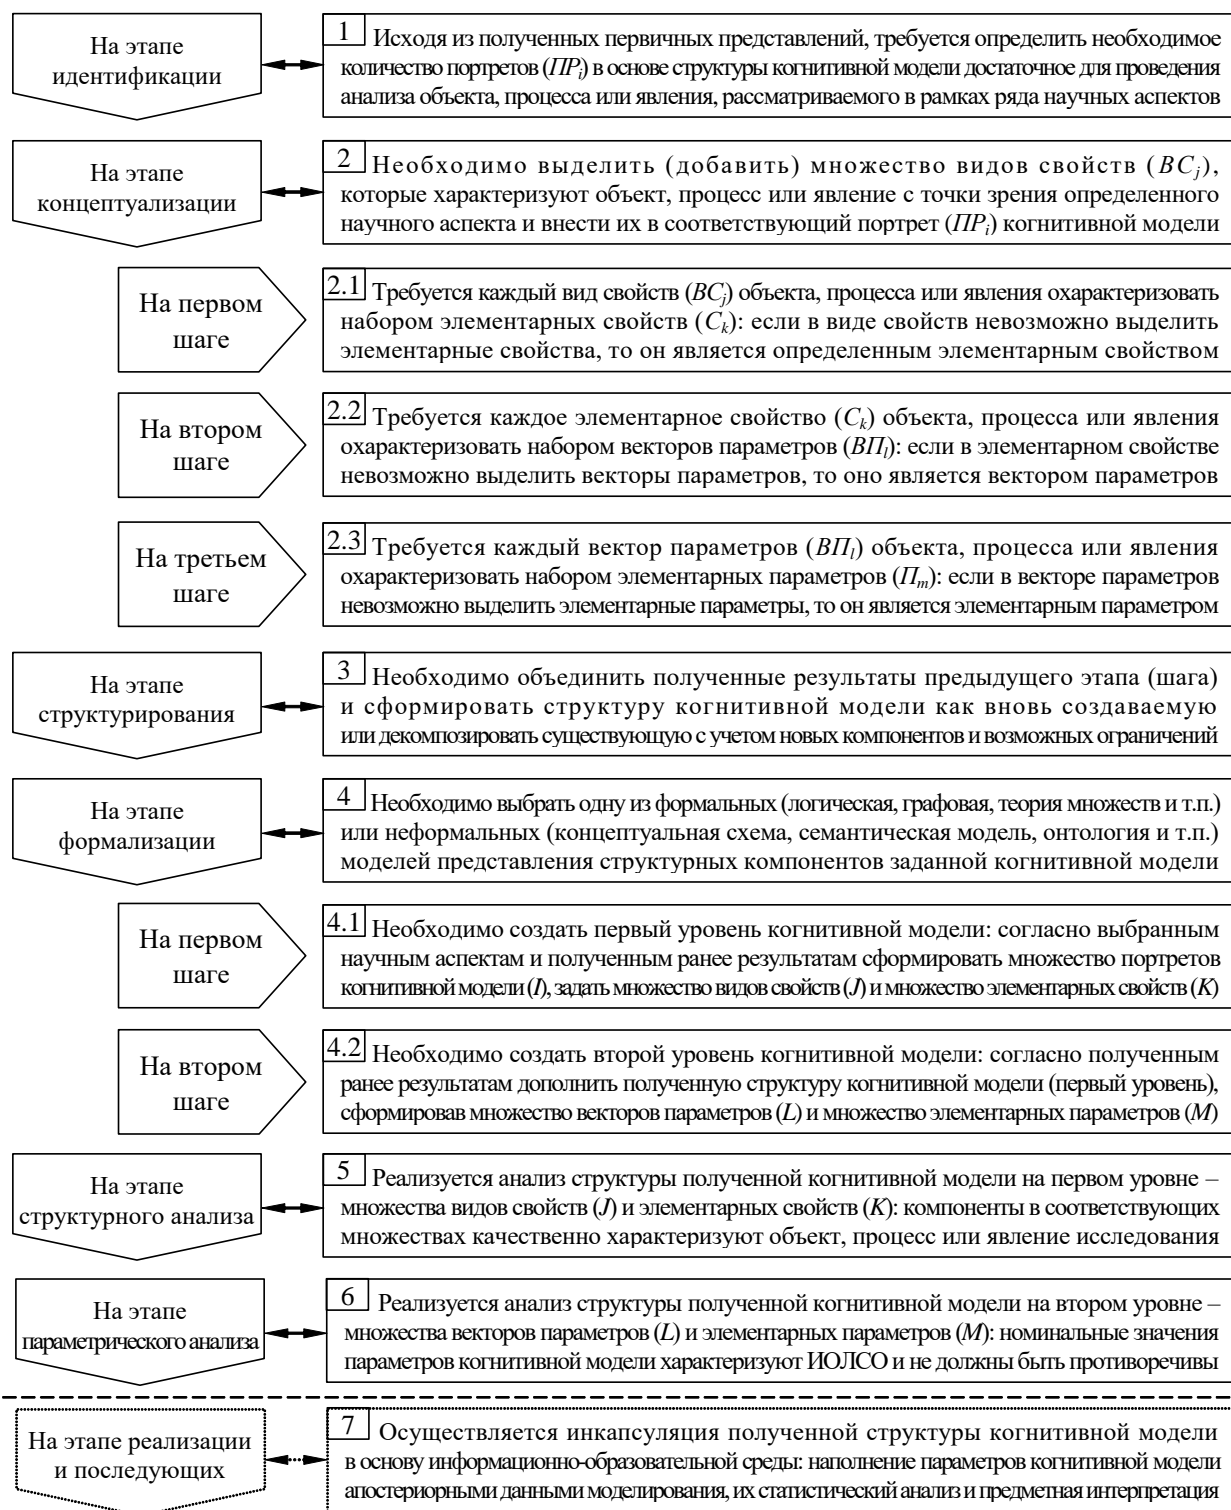 На этапе
идентификации
1 Исходя из полученных первичных представлений, требуется определить необходимое
количество портретов (ПРi) в основе структуры когнитивной модели достаточное для проведения
анализа объекта, процесса или явления, рассматриваемого в рамках ряда научных аспектов
На этапе
концептуализации
2 Необходимо выделить (добавить) множество видов свойств (ВСj),
которые характеризуют объект, процесс или явление с точки зрения определенного
научного аспекта и внести их в соответствующий портрет (ПРi) когнитивной модели
На первом
шаге
2.1 Требуется каждый вид свойств (ВСj) объекта, процесса или явления охарактеризовать
набором элементарных свойств (Сk): если в виде свойств невозможно выделить
элементарные свойства, то он является определенным элементарным свойством
На втором
шаге
2.2 Требуется каждое элементарное свойство (Сk) объекта, процесса или явления
охарактеризовать набором векторов параметров (ВПl): если в элементарном свойстве
невозможно выделить векторы параметров, то оно является вектором параметров
На третьем
шаге
2.3 Требуется каждый вектор параметров (ВПl) объекта, процесса или явления
охарактеризовать набором элементарных параметров (Пm): если в векторе параметров
невозможно выделить элементарные параметры, то он является элементарным параметром
На этапе
структурирования
3 Необходимо объединить полученные результаты предыдущего этапа (шага)
и сформировать структуру когнитивной модели как вновь создаваемую
или декомпозировать существующую с учетом новых компонентов и возможных ограничений
На этапе
формализации
4 Необходимо выбрать одну из формальных (логическая, графовая, теория множеств и т.п.)
или неформальных (концептуальная схема, семантическая модель, онтология и т.п.)
моделей представления структурных компонентов заданной когнитивной модели
На первом
шаге
4.1 Необходимо создать первый уровень когнитивной модели: согласно выбранным
научным аспектам и полученным ранее результатам сформировать множество портретов
когнитивной модели (I), задать множество видов свойств (J) и множество элементарных свойств (K)
На втором
шаге
4.2 Необходимо создать второй уровень когнитивной модели: согласно полученным
ранее результатам дополнить полученную структуру когнитивной модели (первый уровень),
сформировав множество векторов параметров (L) и множество элементарных параметров (M)
На этапе
структурного анализа
5 Реализуется анализ структуры полученной когнитивной модели на первом уровне –
множества видов свойств (J) и элементарных свойств (K): компоненты в соответствующих
множествах качественно характеризуют объект, процесс или явление исследования
На этапе
параметрического анализа
6 Реализуется анализ структуры полученной когнитивной модели на втором уровне –
множества векторов параметров (L) и элементарных параметров (M): номинальные значения
параметров когнитивной модели характеризуют ИОЛСО и не должны быть противоречивы
На этапе реализации
и последующих
7 Осуществляется инкапсуляция полученной структуры когнитивной модели
в основу информационно-образовательной среды: наполнение параметров когнитивной модели
апостериорными данными моделирования, их статистический анализ и предметная интерпретация